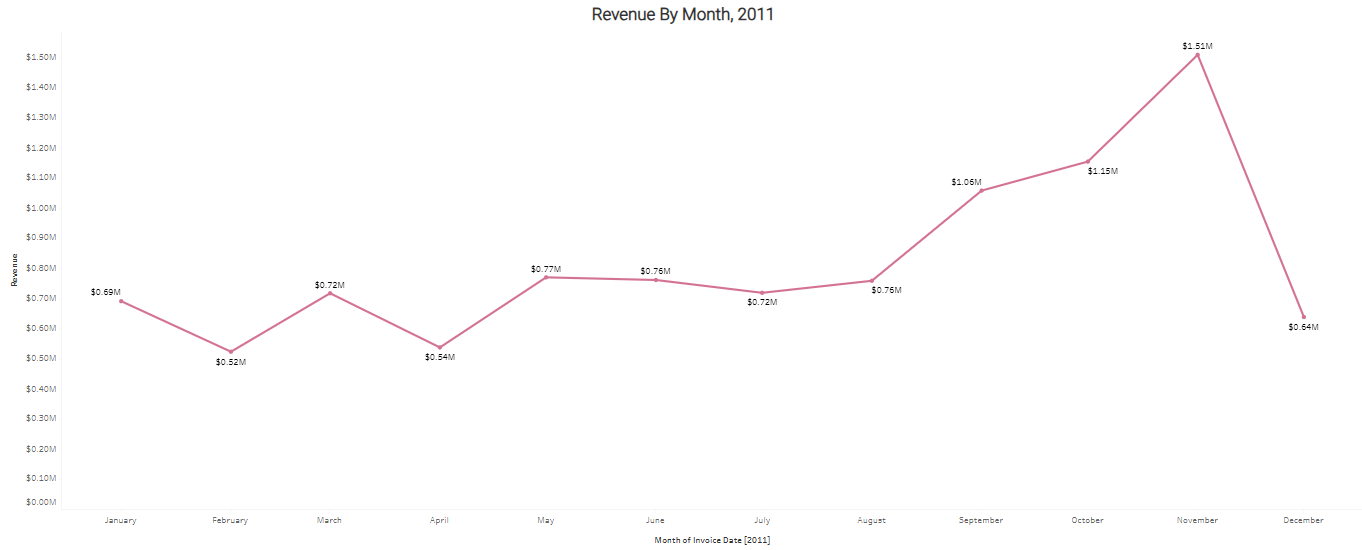 Revenue By Month, 2011
$1.50M
$1.40M
$1.30M
$1.20M
$1.10M
$1.00M
$0.90M
$0.80M
$0.70M
$0.60M
$0.50M
$0.40M
$0.30M
$0.20M
$0.10M
$0.00M
Revenue
$0.69M
$0.52M
$0.72M
$0.54M
$0.77M
$0.76M
$0.72M
$0.76M
$1.06M
$1.15M
$1.51M
$0.64M
January February March April May June July August September October November December
Month of Invoice Date [2011]